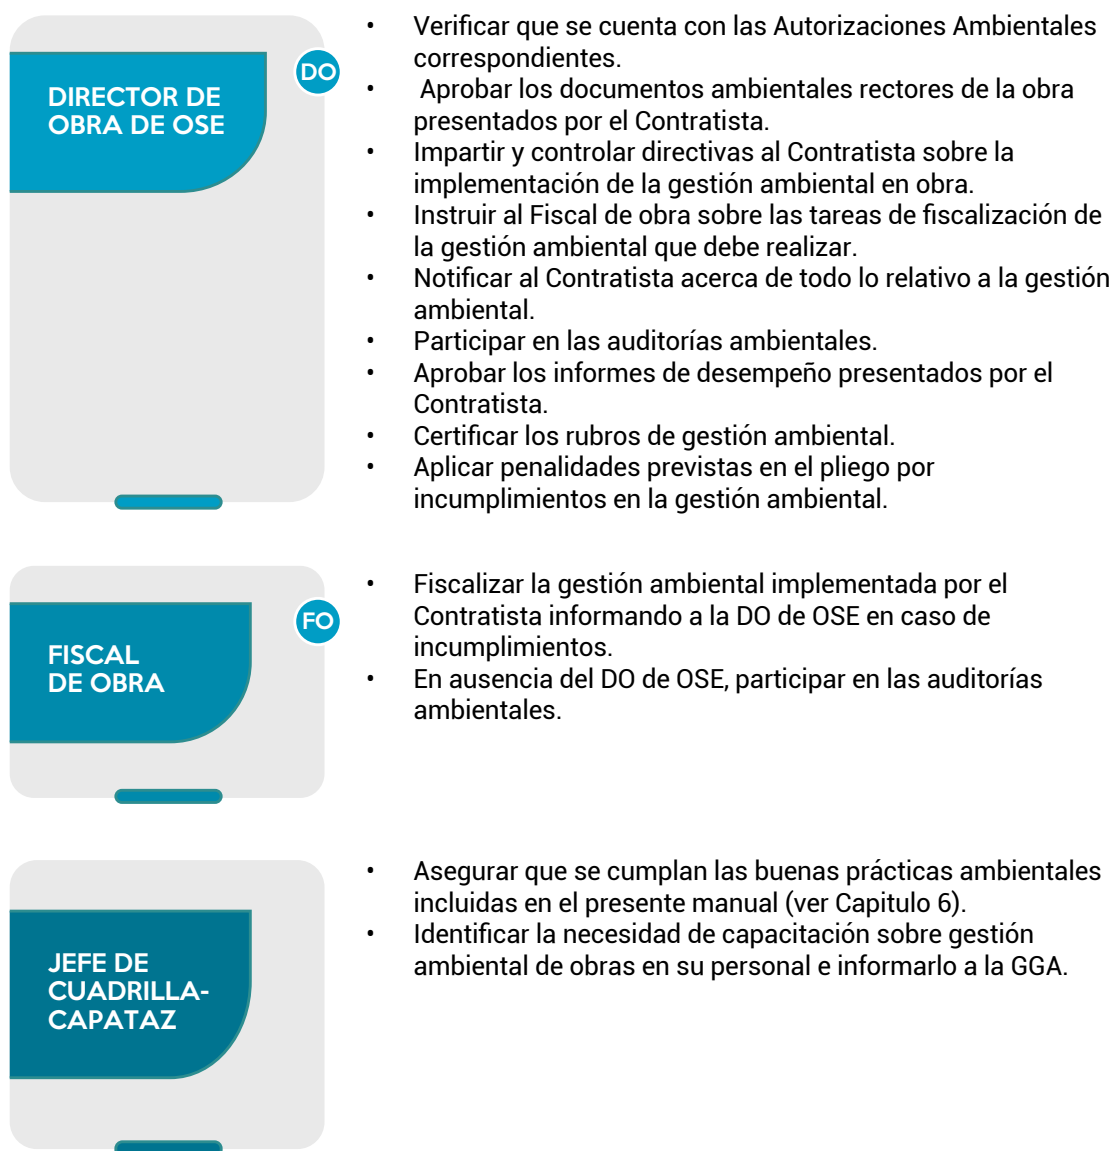 DIRECTOR DE
OBRA DE OSE
DO
• Verificar que se cuenta con las Autorizaciones Ambientales
correspondientes.
• Aprobar los documentos ambientales rectores de la obra
presentados por el Contratista.
• Impartir y controlar directivas al Contratista sobre la
implementación de la gestión ambiental en obra.
• Instruir al Fiscal de obra sobre las tareas de fiscalización de
la gestión ambiental que debe realizar.
• Notificar al Contratista acerca de todo lo relativo a la gestión
ambiental.
• Participar en las auditorías ambientales.
• Aprobar los informes de desempeño presentados por el
Contratista.
• Certificar los rubros de gestión ambiental.
• Aplicar penalidades previstas en el pliego por
incumplimientos en la gestión ambiental.
FISCAL
DE OBRA
FO
• Fiscalizar la gestión ambiental implementada por el
Contratista informando a la DO de OSE en caso de
incumplimientos.
• En ausencia del DO de OSE, participar en las auditorías
ambientales.
JEFE DE
CUADRILLA-
CAPATAZ
• Asegurar que se cumplan las buenas prácticas ambientales
incluidas en el presente manual (ver Capitulo 6).
• Identificar la necesidad de capacitación sobre gestión
ambiental de obras en su personal e informarlo a la GGA.